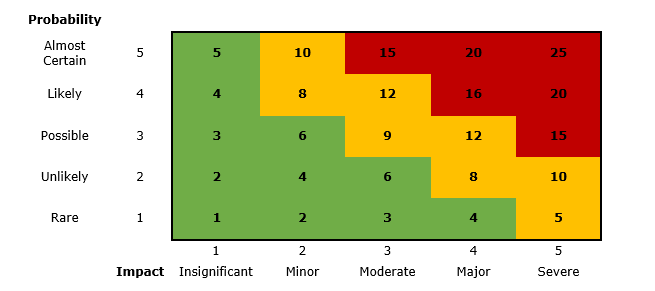 Probability
Almost
Certain 5 5 10 15 20 25
Likely 4 4 8 12 16 20
Possible 3 3 6 9 12 15
Unlikely 2 2 4 6 8 10
Rare 1 1 2 3 4 5
1 2 3 4 5
Impact Insignificant Minor Moderate Major Severe